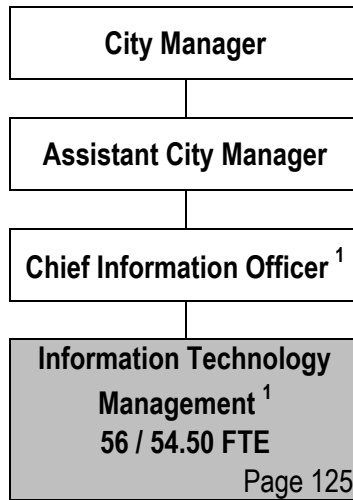 City Manager
Assistant City Manager
Chief Information Officer 1
Information Technology
Management 1
56 / 54.50 FTE
Page 125